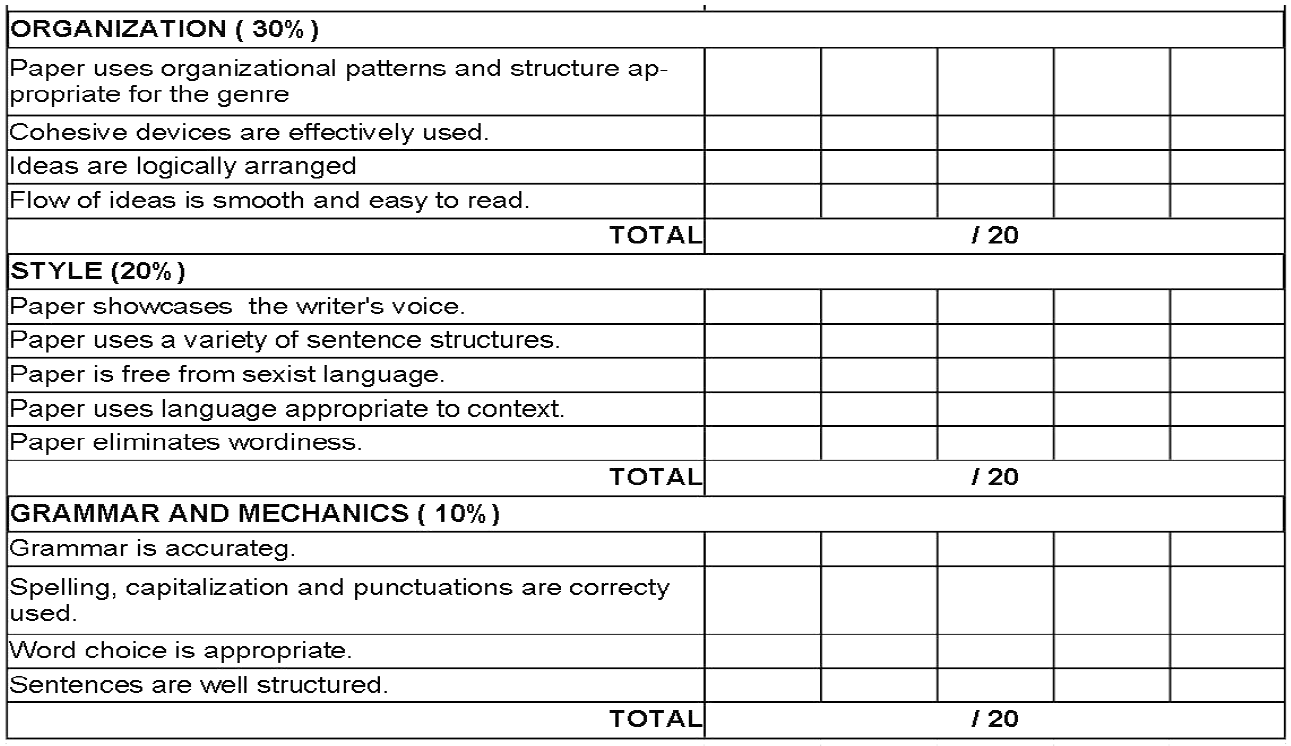 ORGANIZATION ( 30% )
Paper uses organizational patterns and structure ap-
propriate for the genre
Cohesive devices are effectively used.
Ideas are logically arranged
Flow of ideas is smooth and easy to read.
TOTAL / 20
STYLE (20% )
Paper showcases the writer's voice.
Paper uses a variety of sentence structures.
Paper is free from sexist language.
Paper uses language appropriate to context.
Paper eliminates wordiness.
TOTAL / 20
GRAMMAR AND MECHANICS ( 10% )
Grammar is accurateg.
Spelling, capitalization and punctuations are correcty
used.
Word choice is appropriate.
Sentences are well structured.
TOTAL / 20